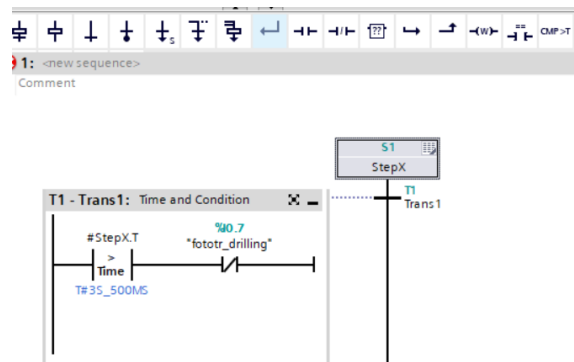 S
??
(W)
==
CMP >T
1: <new sequence>
Comment
S1
StepX
T1
Trans1
T1 - Trans1: Time and Condition
#StepX.T
>
Time
T#3S_500MS
%I0.7
"fototr_drilling"